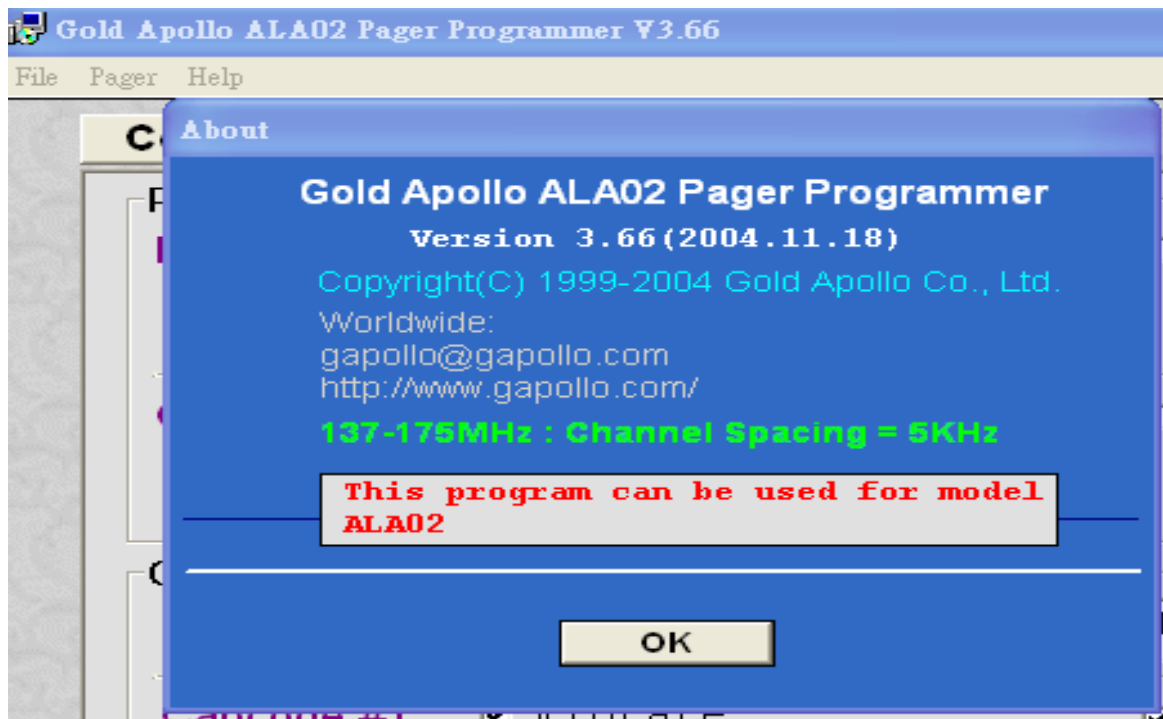 Gold Apollo ALA02 Pager Programmer V3.66
File Pager Help
About
Gold Apollo ALA02 Pager Programmer
Version 3.66(2004.11.18)
Copyright(C) 1999-2004 Gold Apollo Co., Ltd.
Worldwide:
gapollo@gapollo.com
http://www.gapollo.com/
137-175MHz : Channel Spacing = 5KHz
This program can be used for model
ALA02
OK